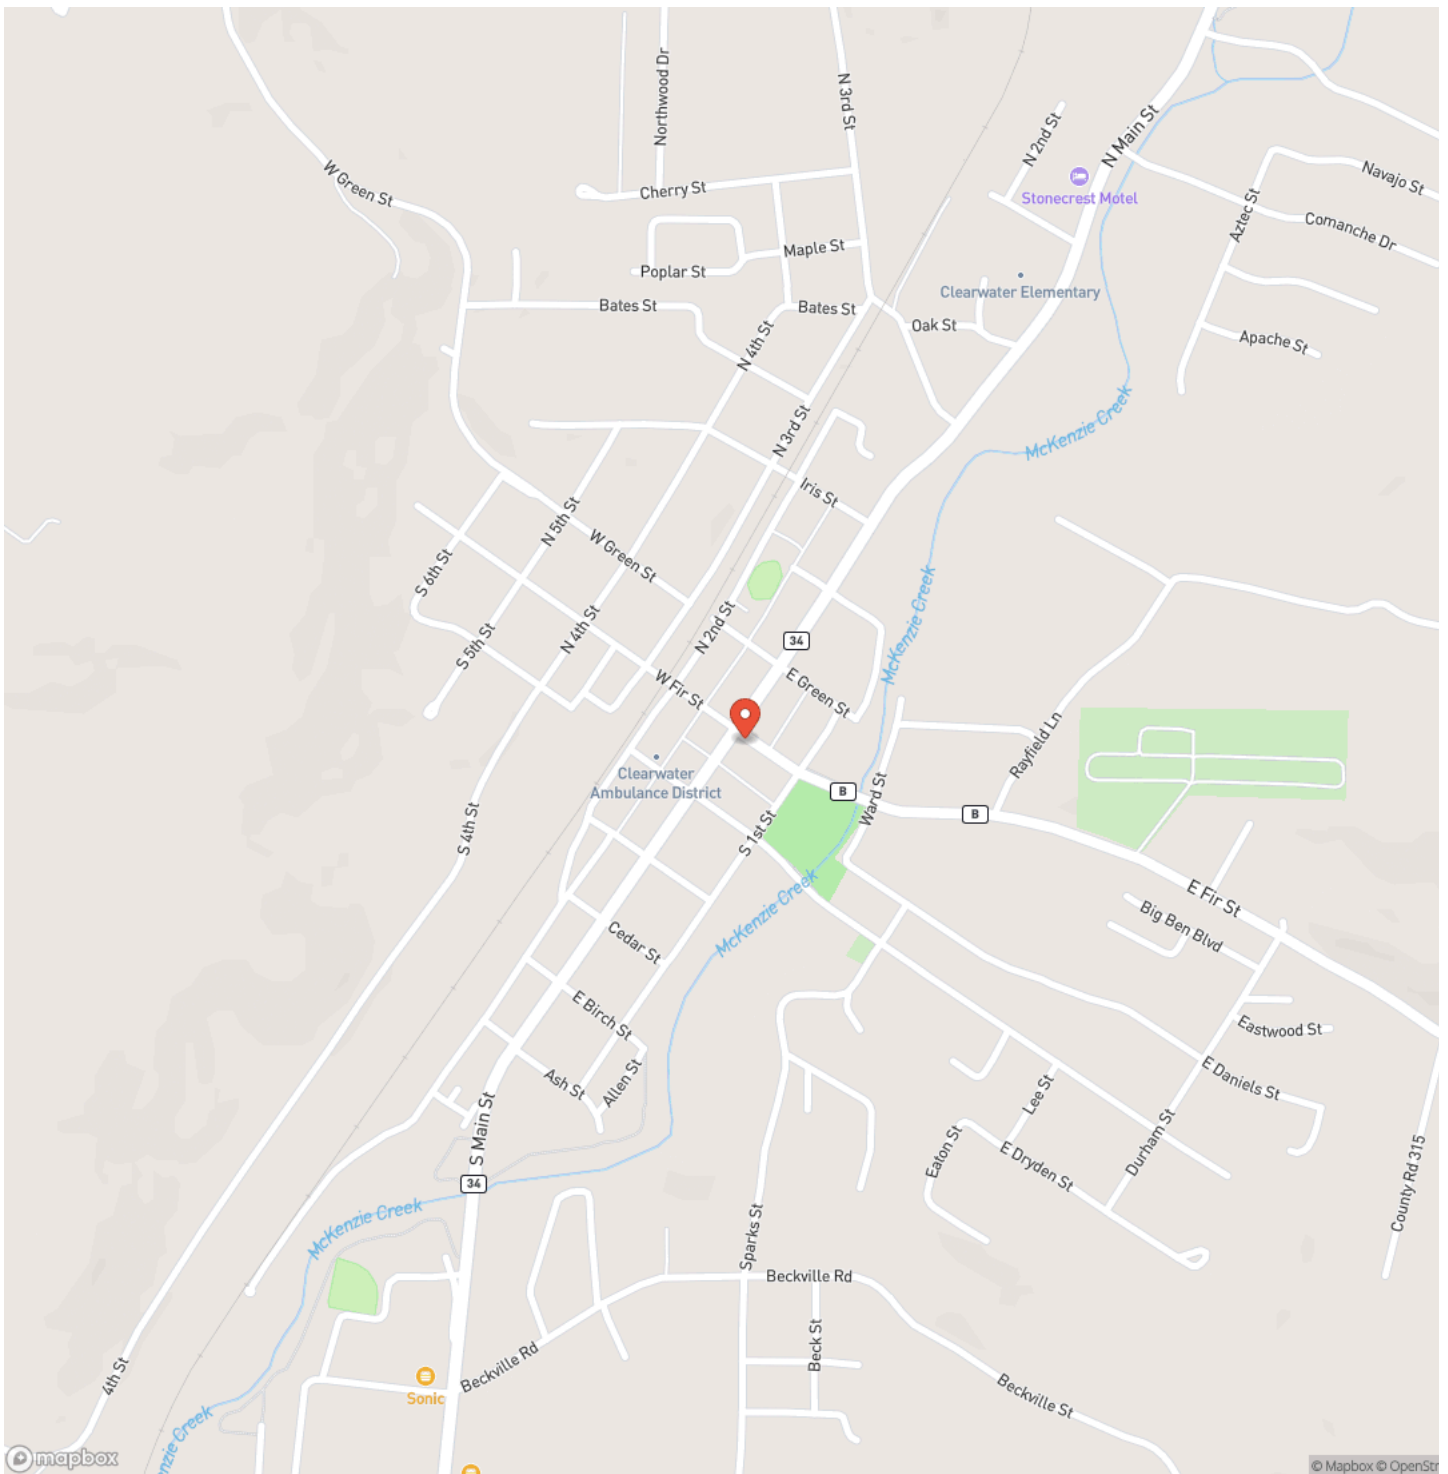 Northwood Dr
N 3rd St
N 2nd St
N Main St
W Green St
Cherry St
Stonecrest Motel
Navajo St
Aztec St
Comanche Dr
Maple St
Poplar St
Clearwater Elementary
Bates St
Bates St
Oak St
N 4th St
Apache St
McKenzie Creek
N 3rd St
Iris St
N 5th St
W Green St
S 6th St
McKenzie Creek
N 4th St
N 2nd St
34
S 5th St
E Green St
W Fir St
Rayfield Ln
Clearwater
Ambulance District
B
Ward St
B
S 4th St
S 1st St
E Fir St
McKenzie Creek
Big Ben Blvd
Cedar St
E Birch St
Eastwood St
Ash St
Allen St
E Daniels St
Lee St
S Main St
Durham St
Eaton St
E Dryden St
34
County Rd 315
McKenzie Creek
Sparks St
Beckville Rd
Beck St
4th St
Beckville Rd
Sonic
Beckville St
nzie Creek
mapbox
© Mapbox © OpenStr